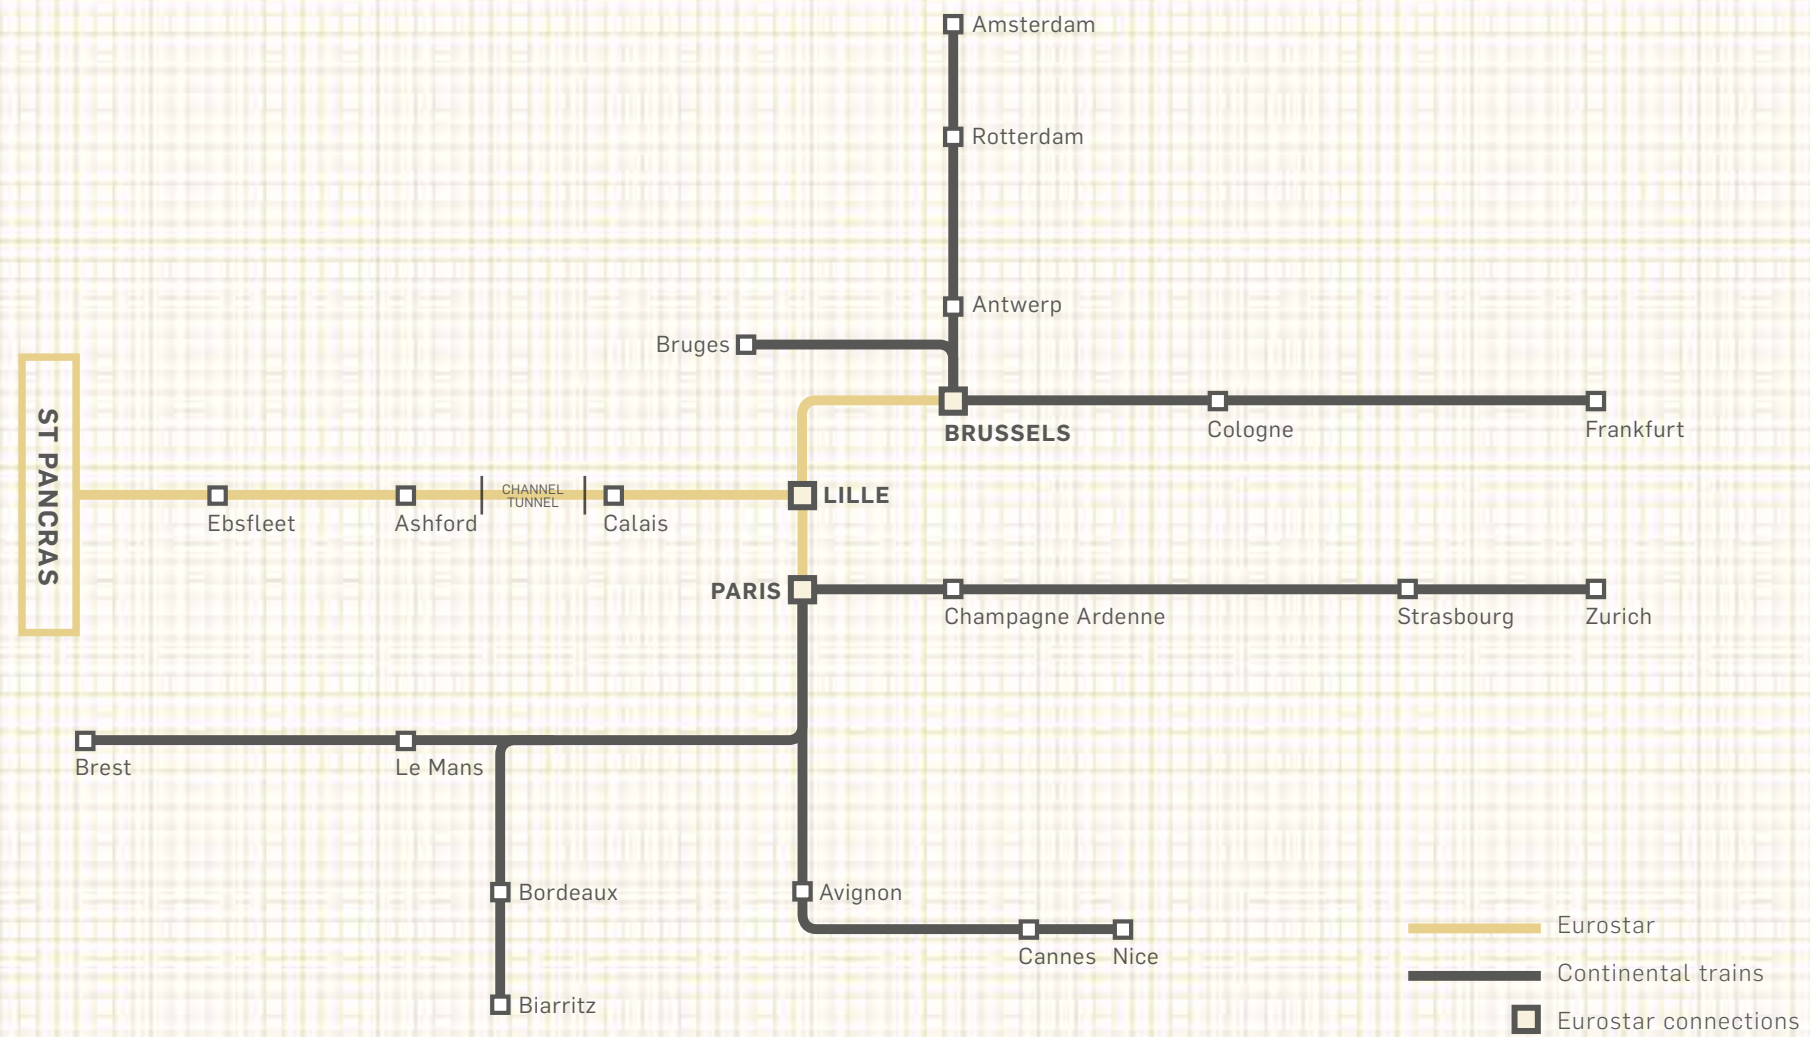 Amsterdam
Rotterdam
Antwerp
Bruges
BRUSSELS
Cologne
Frankfurt
ST PANCRAS
Ebsfleet
Ashford
CHANNEL
TUNNEL
Calais
LILLE
PARIS
Champagne Ardenne
Strasbourg
Zurich
Brest
Le Mans
Bordeaux
Avignon
Cannes
Nice
Biarritz
Eurostar
Continental trains
Eurostar connections